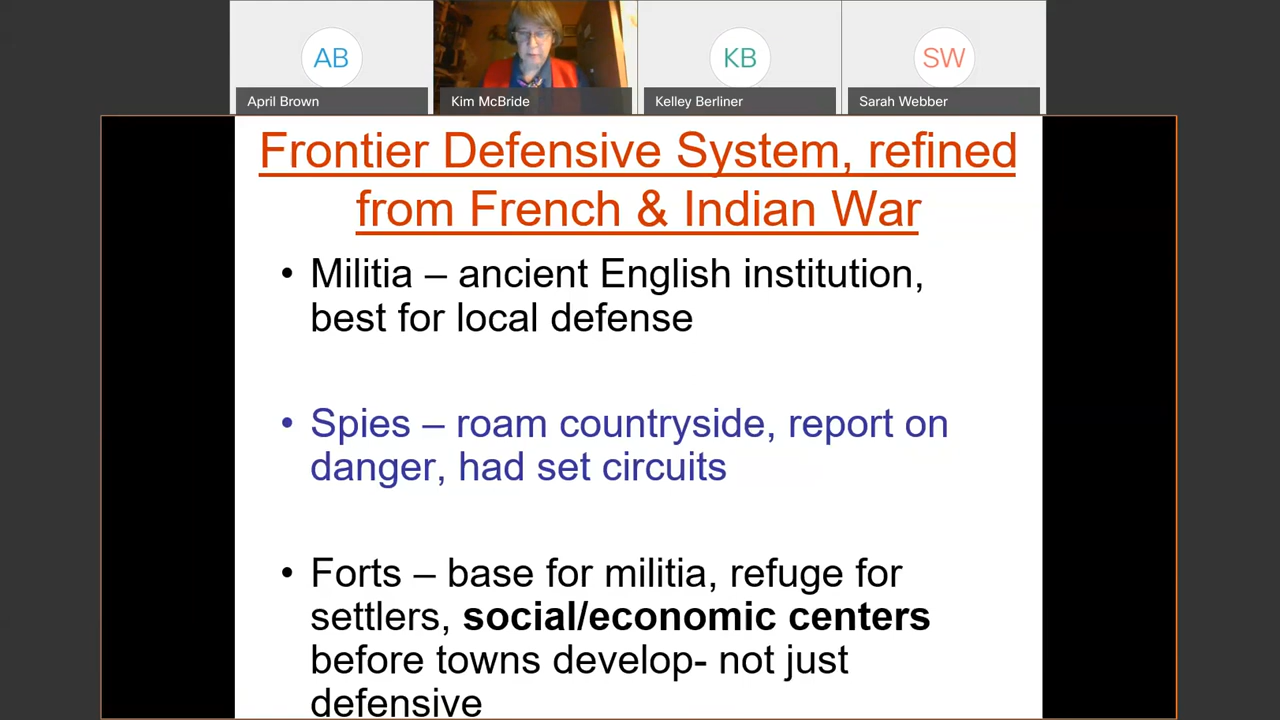 AB
KB
SW
April Brown
Kim McBride
Kelley Berliner
Sarah Webber
Frontier Defensive System, refined
from French & Indian War
• Militia – ancient English institution,
best for local defense
• Spies – roam countryside, report on
danger, had set circuits
• Forts – base for militia, refuge for
settlers, social/economic centers
before towns develop- not just
defensive